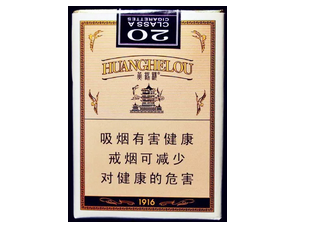 20
CLASS A
CIGARETTES
HUANGHELOU
黄鹤楼
吸烟有害健康
戒烟可减少
对健康的危害
1916